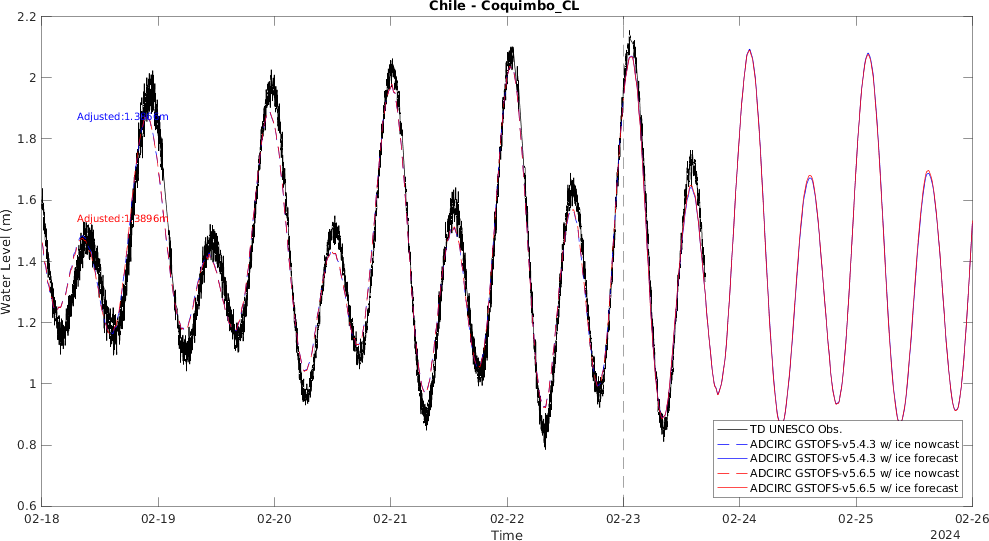 Chile - Coquimbo_CL
2.2
2
1.8
1.6
1.4
1.2
1
0.8
0.6
Water Level (m)
Adjusted:1.3896m
TD UNESCO Obs.
ADCIRC GSTOFS-v5.4.3 w/ ice nowcast
ADCIRC GSTOFS-v5.4.3 w/ ice forecast
ADCIRC GSTOFS-v5.6.5 w/ ice nowcast
ADCIRC GSTOFS-v5.6.5 w/ ice forecast
02-18 02-19 02-20 02-21 02-22 02-23 02-24 02-25 02-26
Time
2024